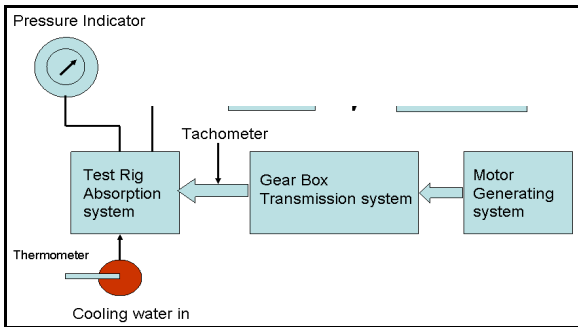 Pressure Indicator
Tachometer
Test Rig
Absorption
system
Gear Box
Transmission system
Motor
Generating
system
Thermometer
Cooling water in